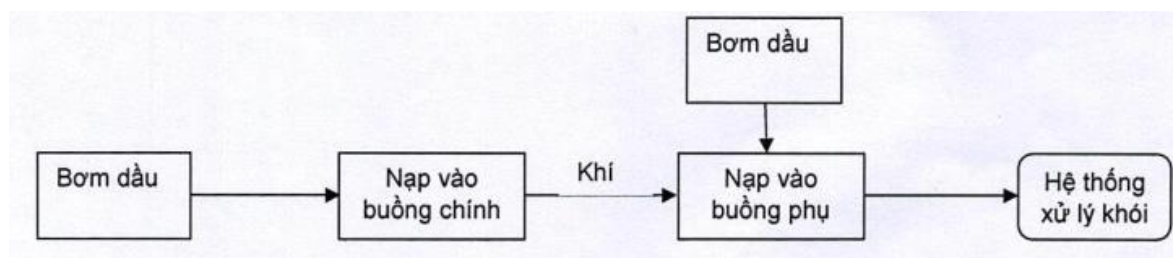 Bơm dầu
Bơm dầu
Nạp vào
buồng chính
Khí
Nạp vào
buồng phụ
Hệ thống
xử lý khói